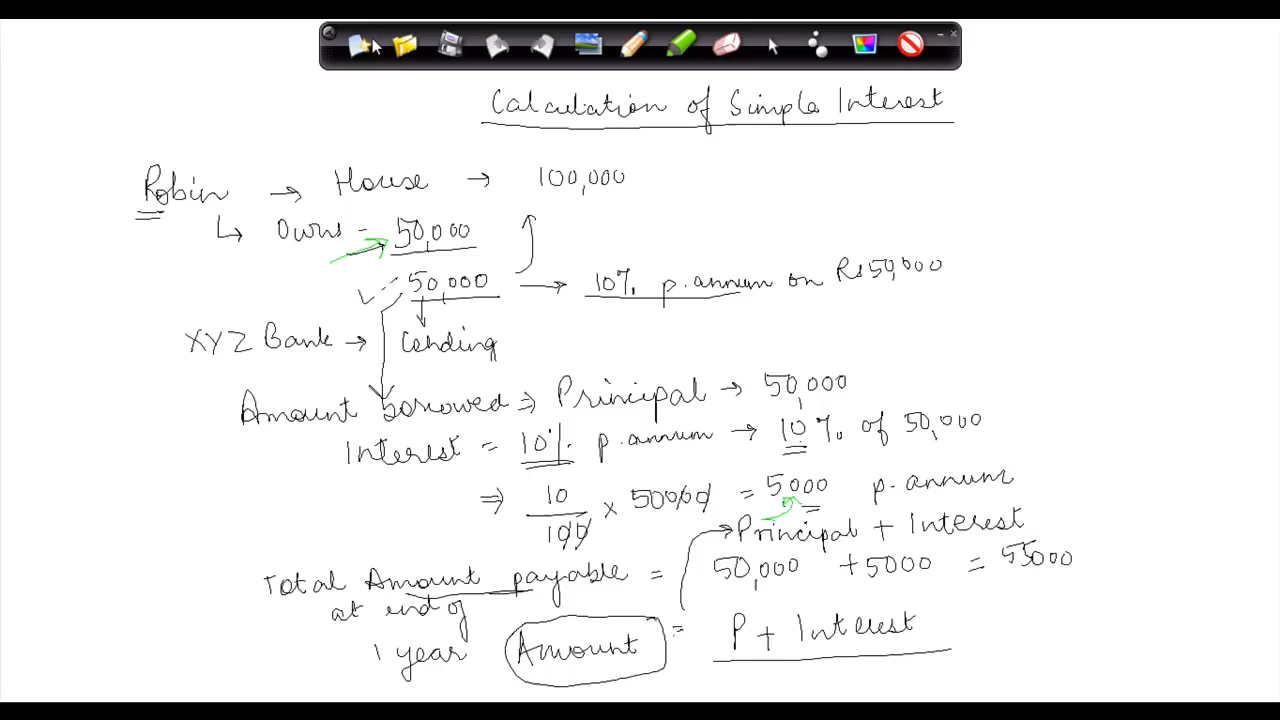 Calculation of Simple Interest
Robin → House → 100,000
↳ Owns - 50,000
50,000 → 10% p.annum on Rs 50,000
XYZ Bank → Lending
Amount borrowed ⇒ Principal → 50,000
Interest = 10% p.annum → 10% of 50,000
⇒ 10/100 × 50000 = 5000 p.annum
Principal + Interest
Total Amount payable = 50,000 + 5000 = 55000
at end of
1 year Amount = P + Interest